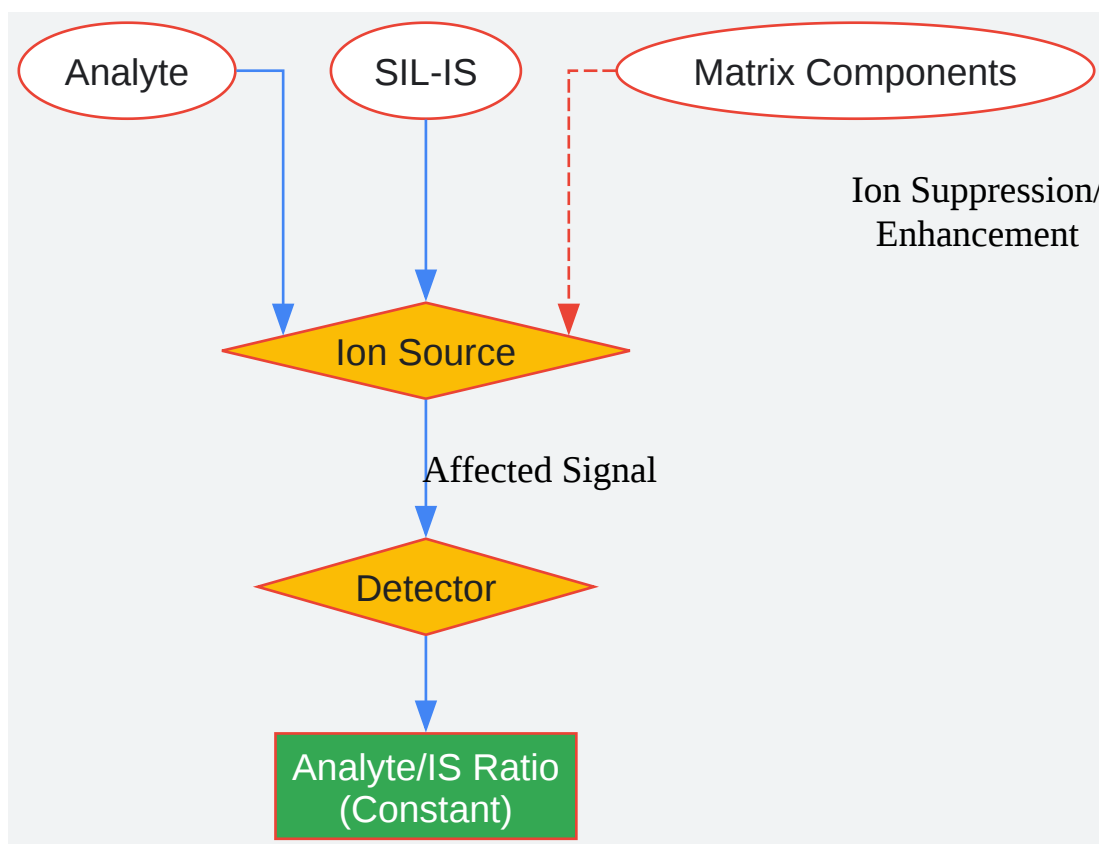 Analyte
SIL-IS
Matrix Components
Ion Suppression/
Enhancement
Ion Source
Affected Signal
Detector
Analyte/IS Ratio
(Constant)